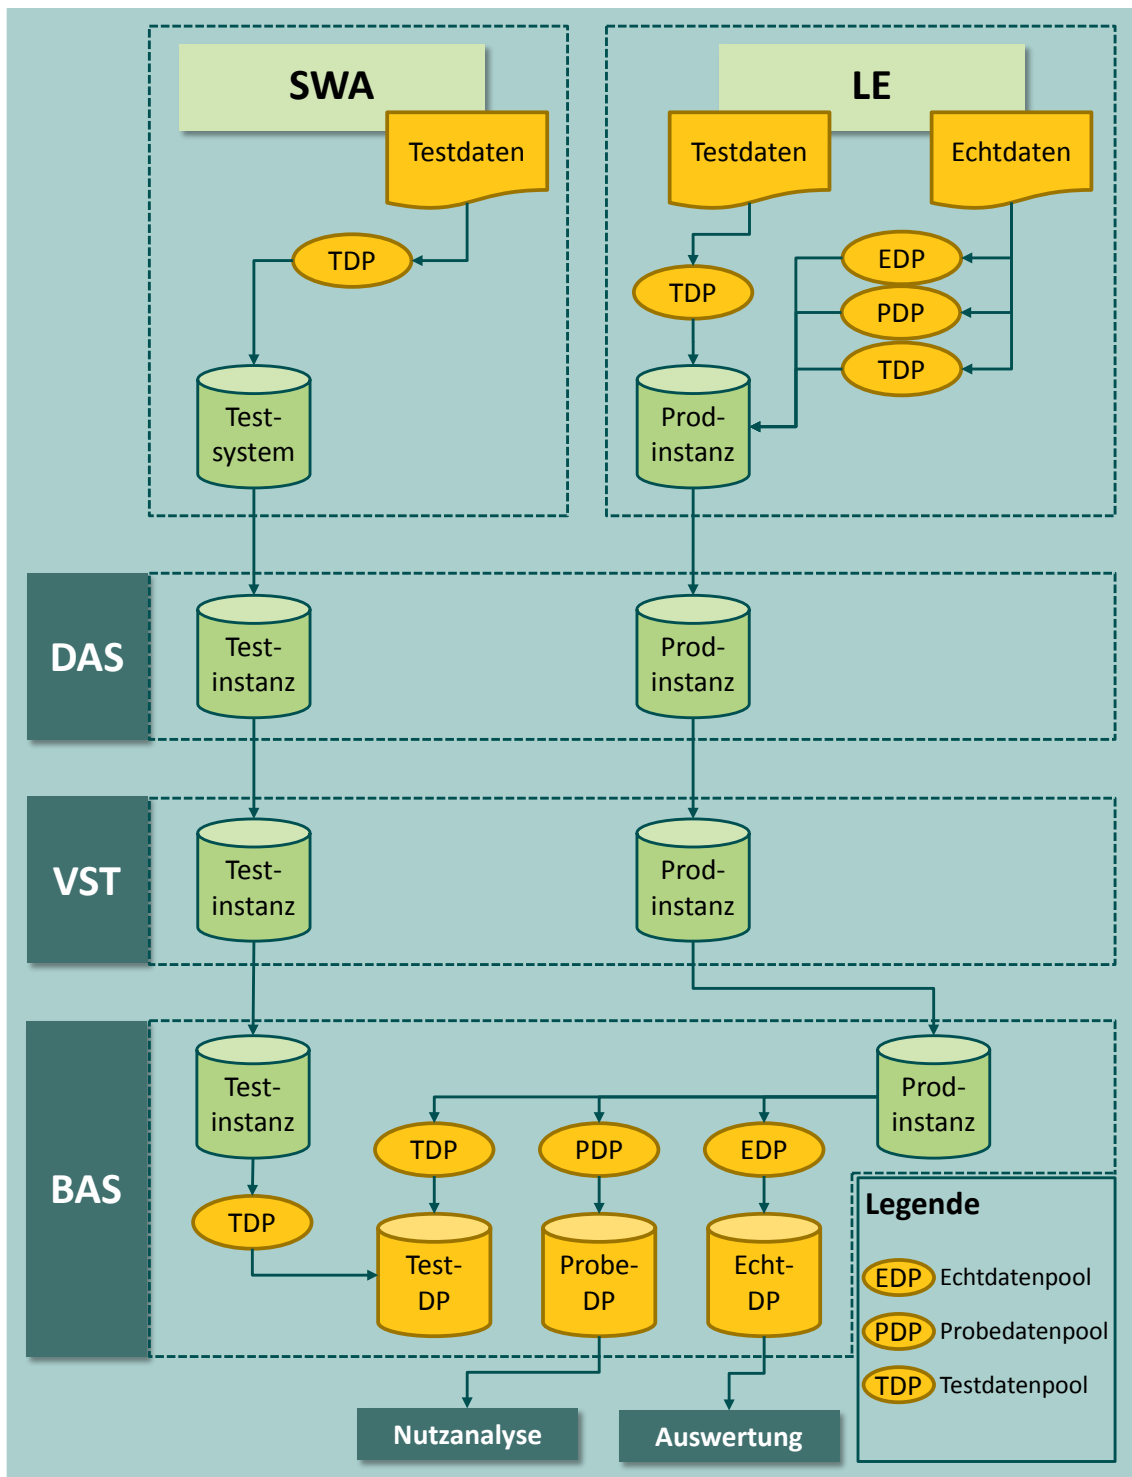 SWA
Testdaten
TDP
Test-
system
LE
Testdaten
Echtdaten
TDP
EDP
PDP
TDP
Prod-
instanz
DAS
Test-
instanz
Prod-
instanz
VST
Test-
instanz
Prod-
instanz
BAS
Test-
instanz
Prod-
instanz
TDP
PDP
EDP
TDP
Test-
DP
Probe-
DP
Echt-
DP
Legende
EDP Echtdatenpool
PDP Probedatenpool
TDP Testdatenpool
Nutzanalyse
Auswertung